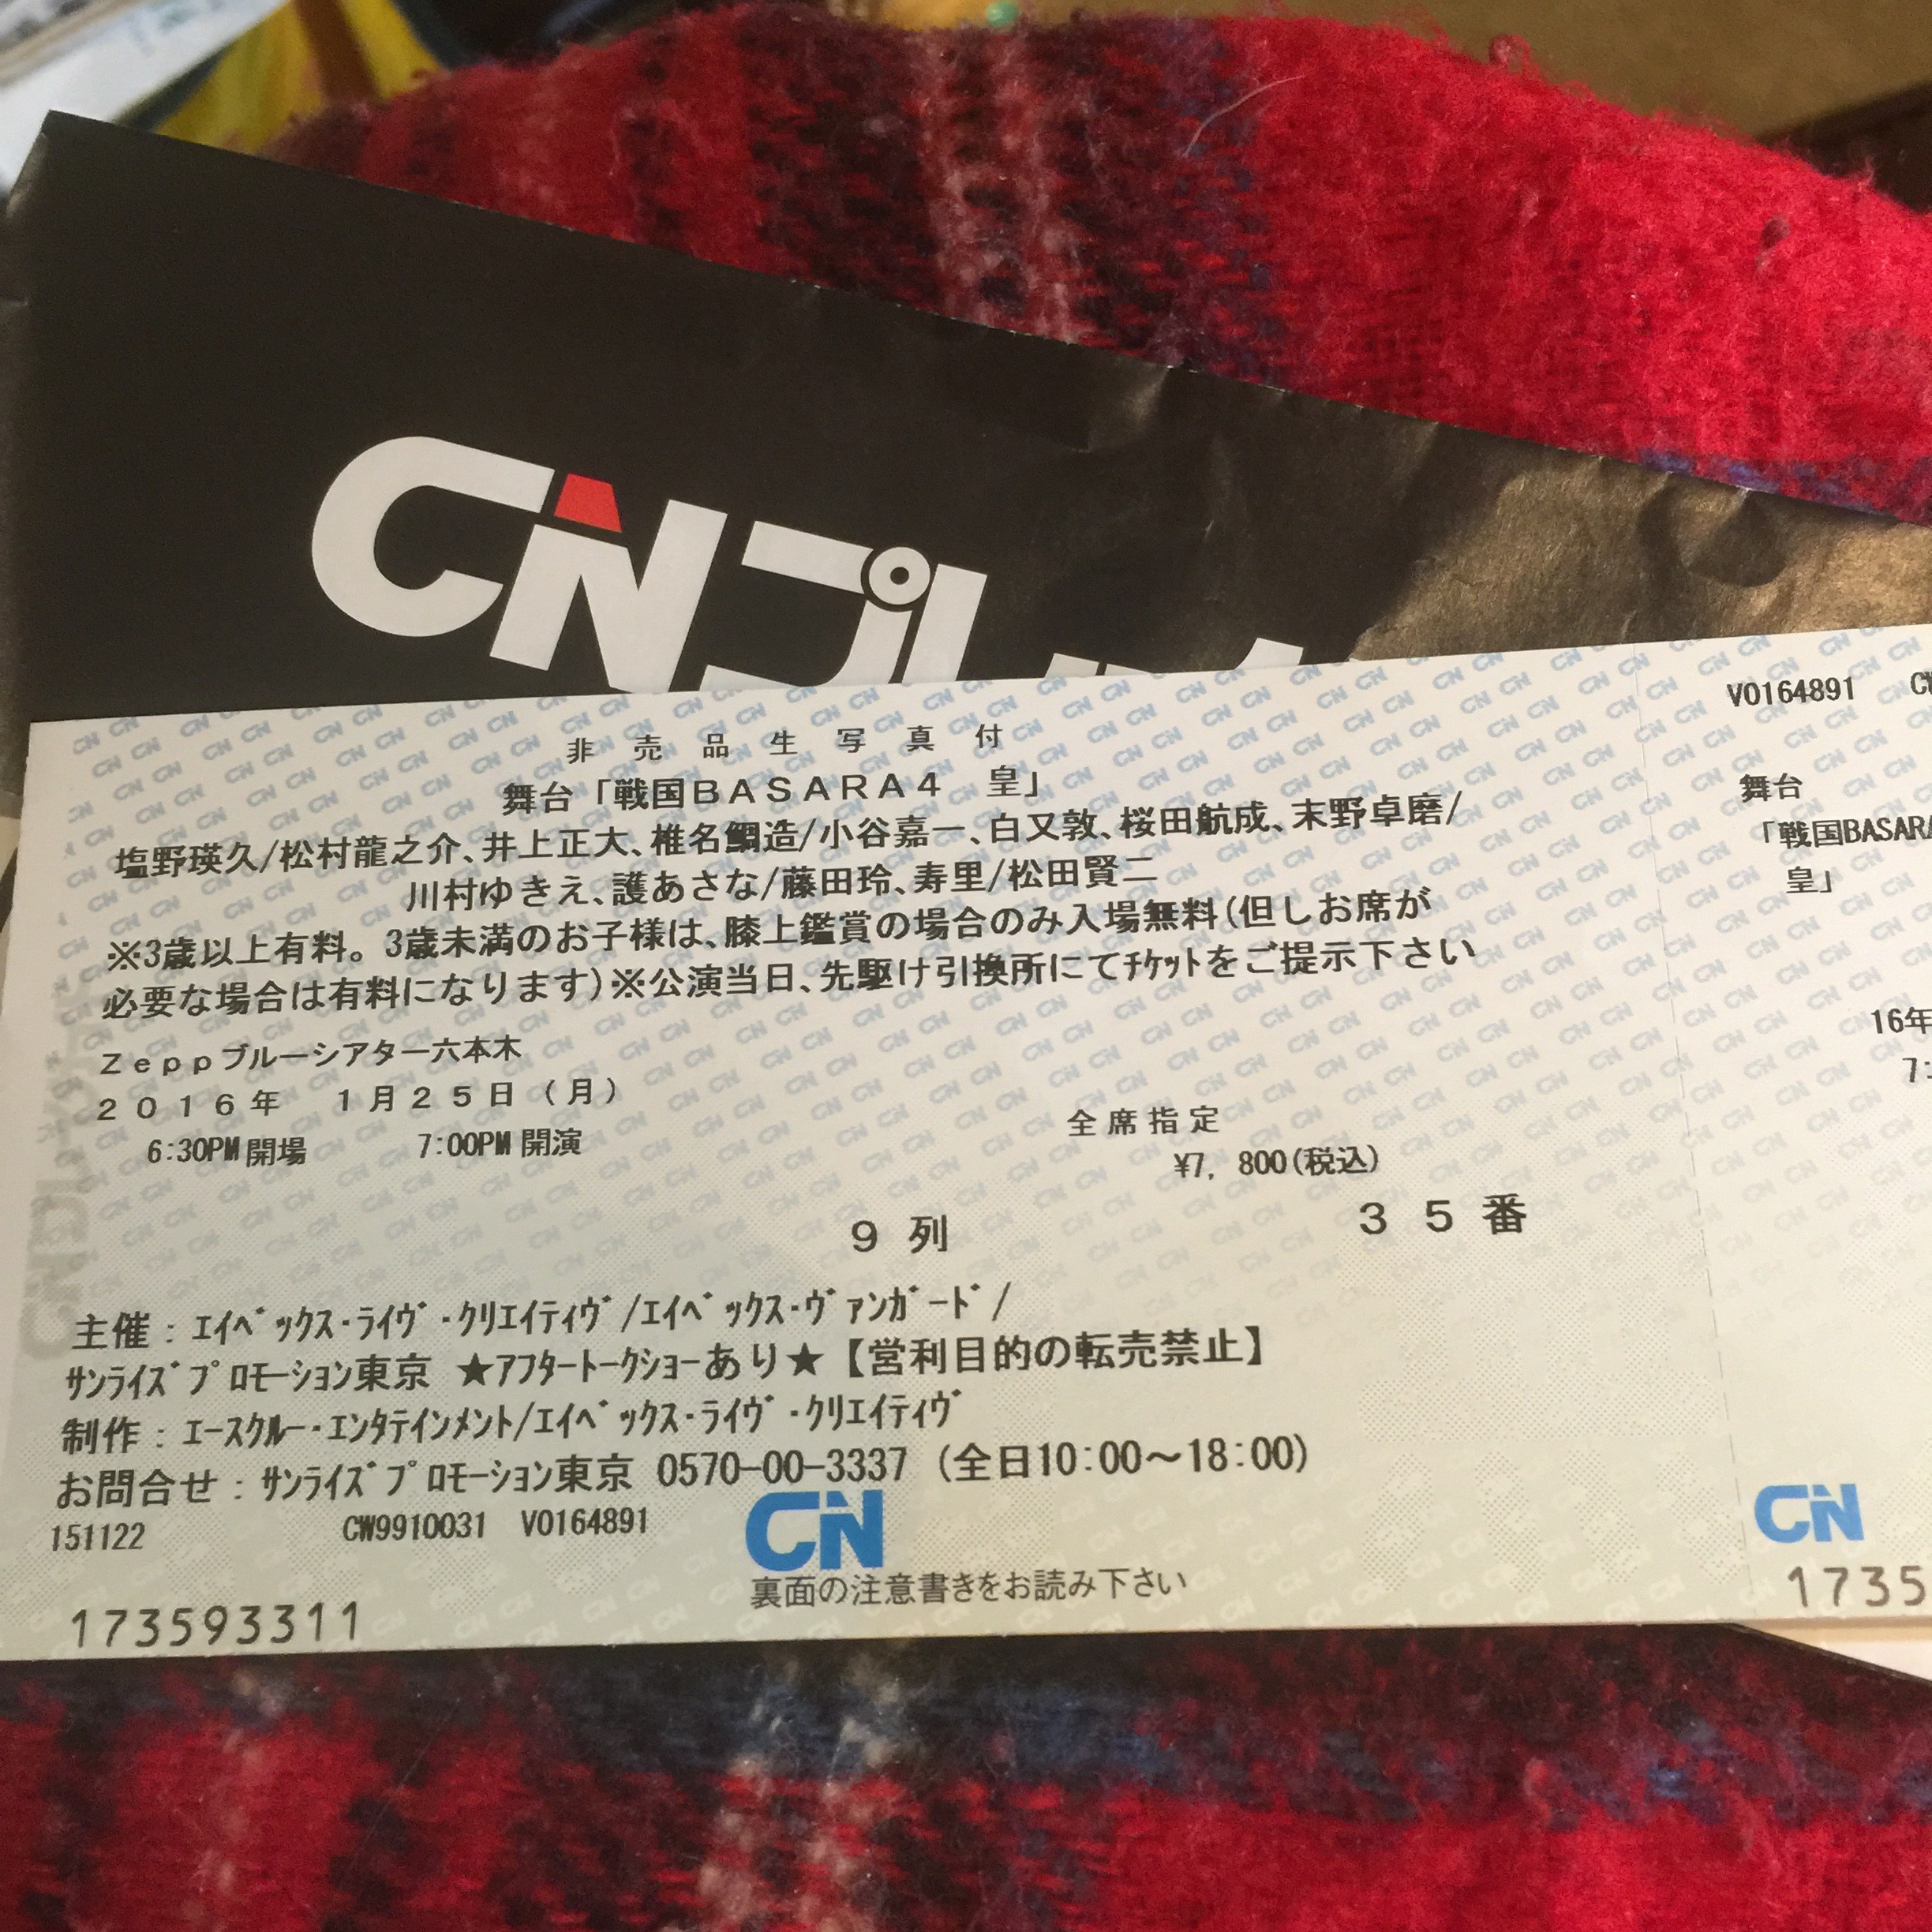 CNプレ
非売品生写真付
舞台「戦国BASARA4 皇」
塩野瑛久/松村龍之介、井上正大、椎名鯛造/小谷嘉一、白又敦、桜田航成、末野卓磨/
川村ゆきえ、護あさな/藤田玲、寿里/松田賢二
※3歳以上有料。3歳未満のお子様は、膝上鑑賞の場合のみ入場無料(但しお席が
必要な場合は有料になります)※公演当日、先駆け引換所にてﾁｹｯﾄをご提示下さい
Zeppブルーシアター六本木
2016年 1月25日(月)
6:30PM開場 7:00PM開演
全席指定
¥7,800(税込)
9列 35番
主催:ｴｲﾍﾞｯｸｽ･ﾗｲｳﾞ･ｸﾘｴｲﾃｨｳﾞ/ｴｲﾍﾞｯｸｽ･ｳﾞｧﾝｶﾞｰﾄﾞ/
ｻﾝﾗｲｽﾞﾌﾟﾛﾓｰｼｮﾝ東京 ★ｱﾌﾀｰﾄｰｸｼｮｰあり★【営利目的の転売禁止】
制作:ｴｰｽｸﾙｰ･ｴﾝﾀﾃｲﾝﾒﾝﾄ/ｴｲﾍﾞｯｸｽ･ﾗｲｳﾞ･ｸﾘｴｲﾃｨｳﾞ
お問合せ:ｻﾝﾗｲｽﾞﾌﾟﾛﾓｰｼｮﾝ東京 0570-00-3337 (全日10:00～18:00)
151122 CW9910031 V0164891
CN
裏面の注意書きをお読み下さい
173593311
V0164891 CW
舞台
「戦国BASARA
皇」
16年
7:
CN
1735